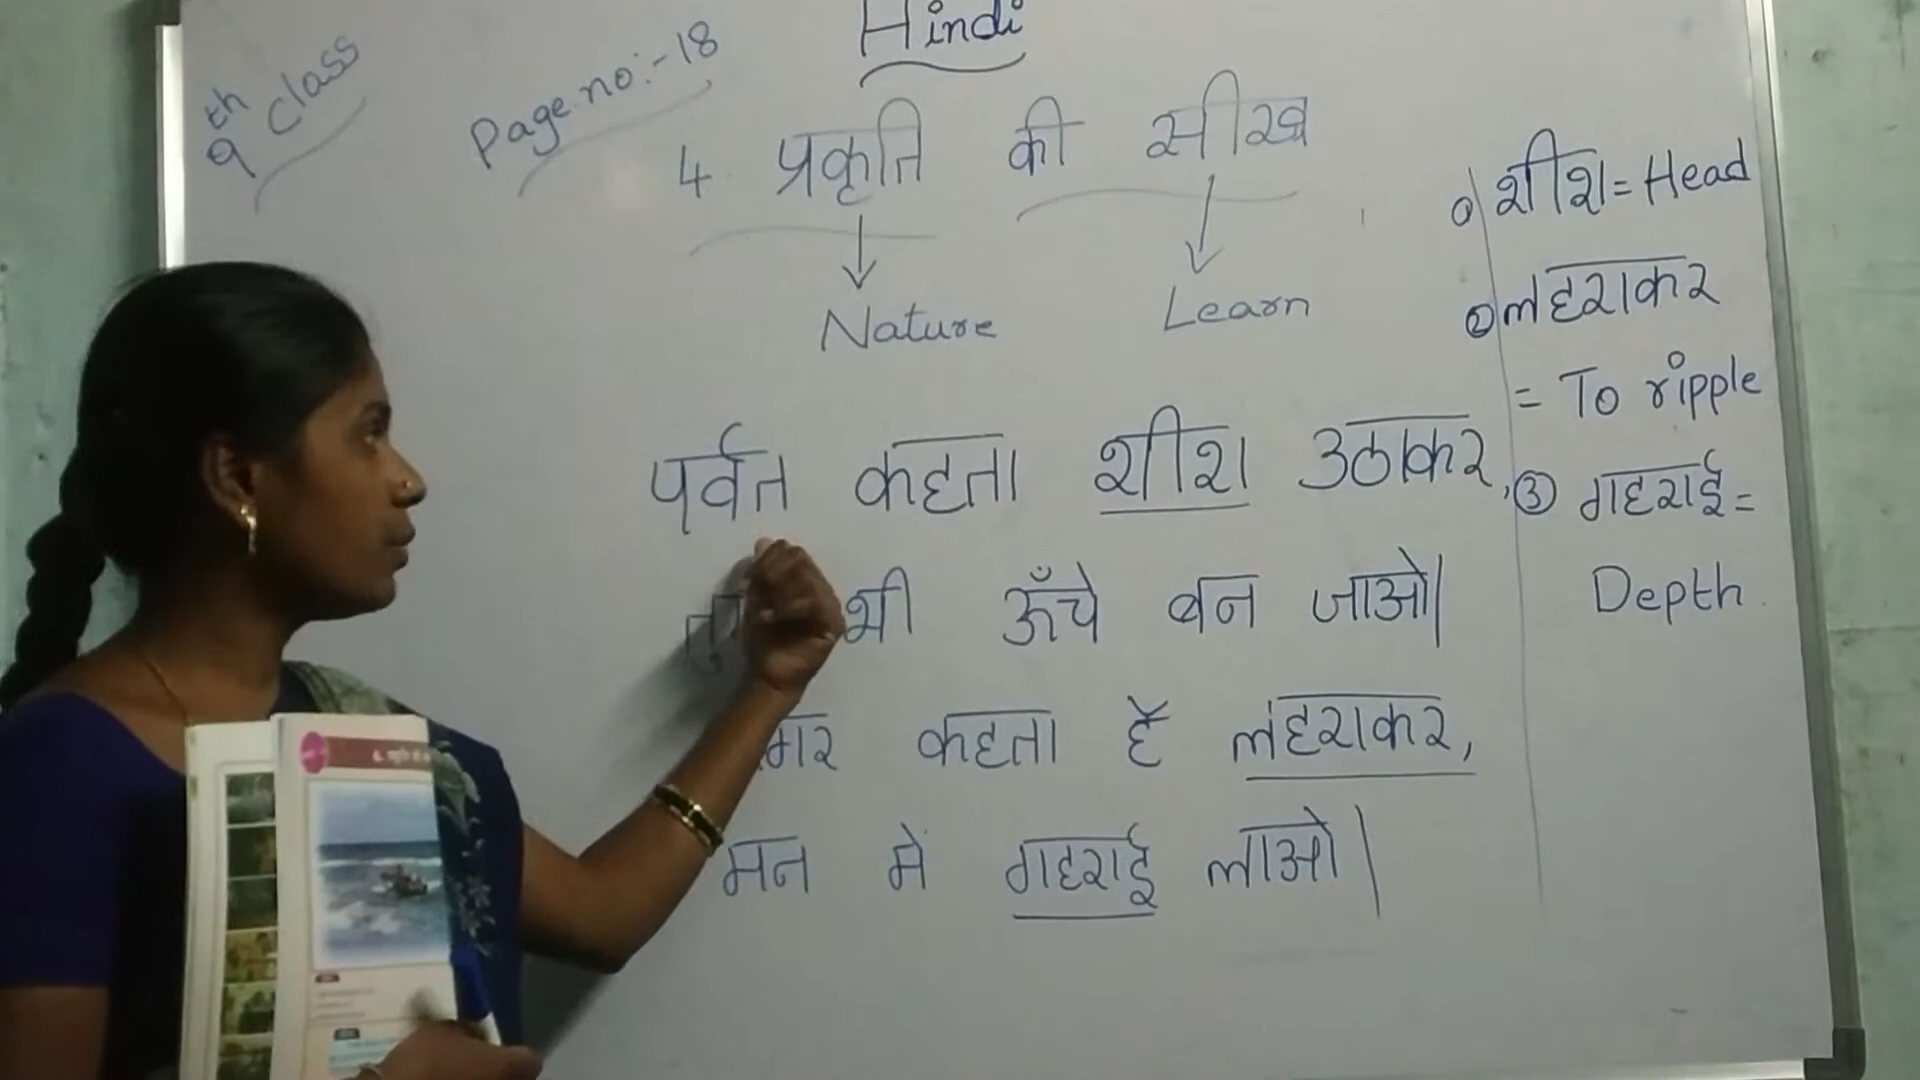 Hindi
9th class
Page no:-18
4 प्रकृति की सीख
Nature
Learn
पर्वत कहता शीश उठाकर,
भी ऊँचे बन जाओ|
कहता है लहराकर,
मन मे गहराई लाओ|
① शीश = Head
② लहराकर
= To ripple
③ गहराई =
Depth